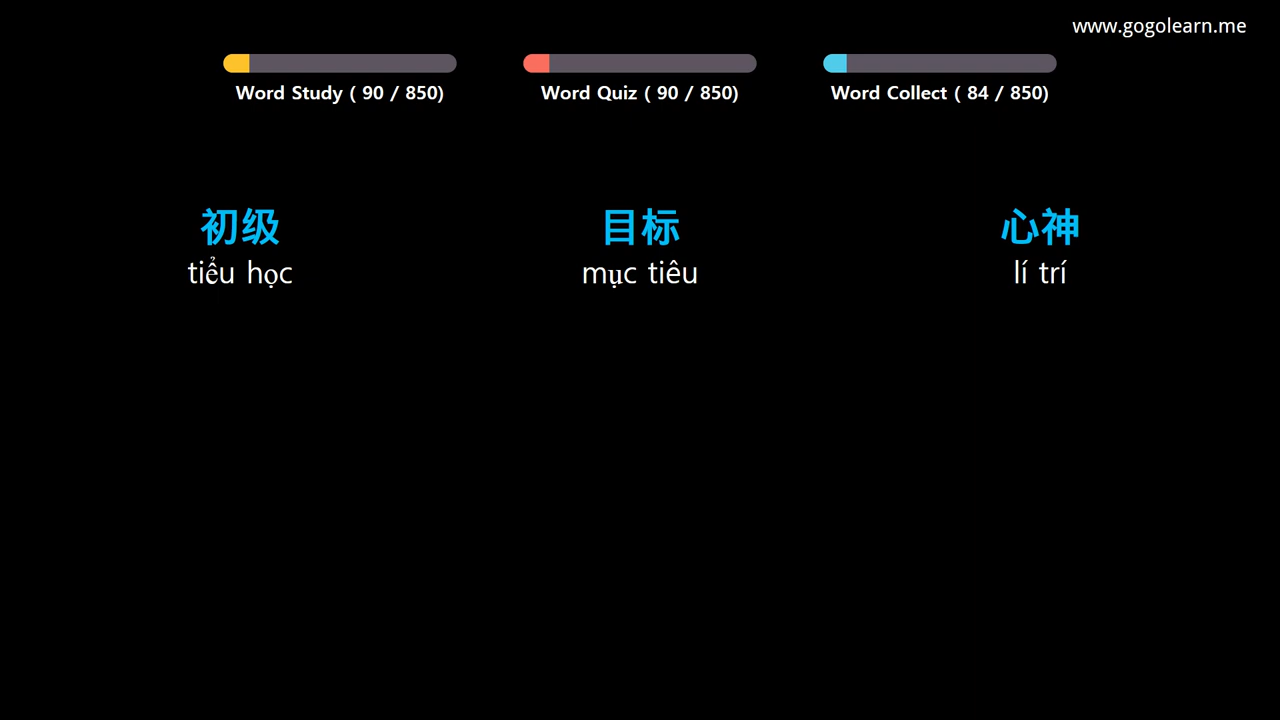 www.gogolearn.me
Word Study ( 90 / 850)
Word Quiz ( 90 / 850)
Word Collect ( 84 / 850)
初级
tiểu học
目标
mục tiêu
心神
lí trí